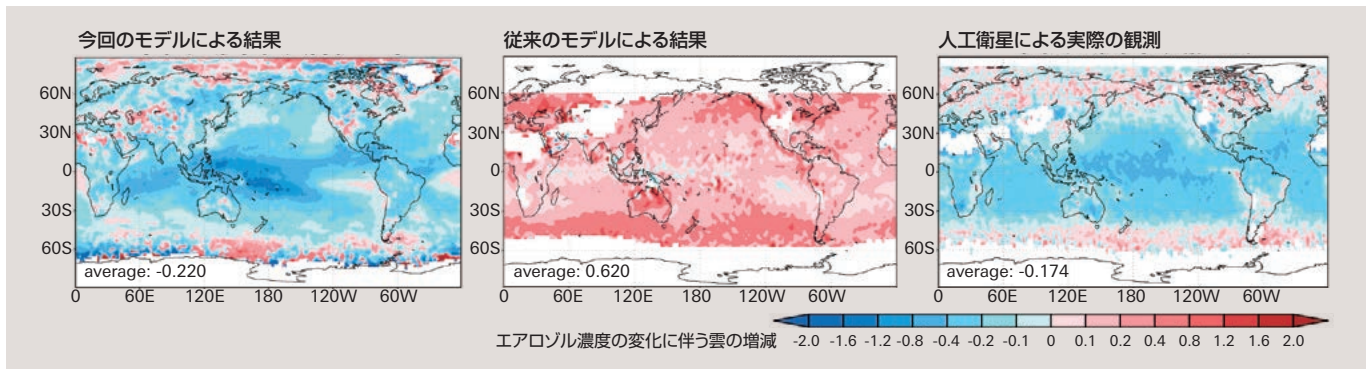 今回のモデルによる結果
従来のモデルによる結果
人工衛星による実際の観測
60N
30N
0
30S
60S
average: -0.220
0 60E 120E 180 120W 60W
60N
30N
0
30S
60S
average: 0.620
0 60E 120E 180 120W 60W
60N
30N
0
30S
60S
average: -0.174
0 60E 120E 180 120W 60W
エアロゾル濃度の変化に伴う雲の増減 -2.0 -1.6 -1.2 -0.8 -0.4 -0.2 -0.1 0 0.1 0.2 0.4 0.8 1.2 1.6 2.0